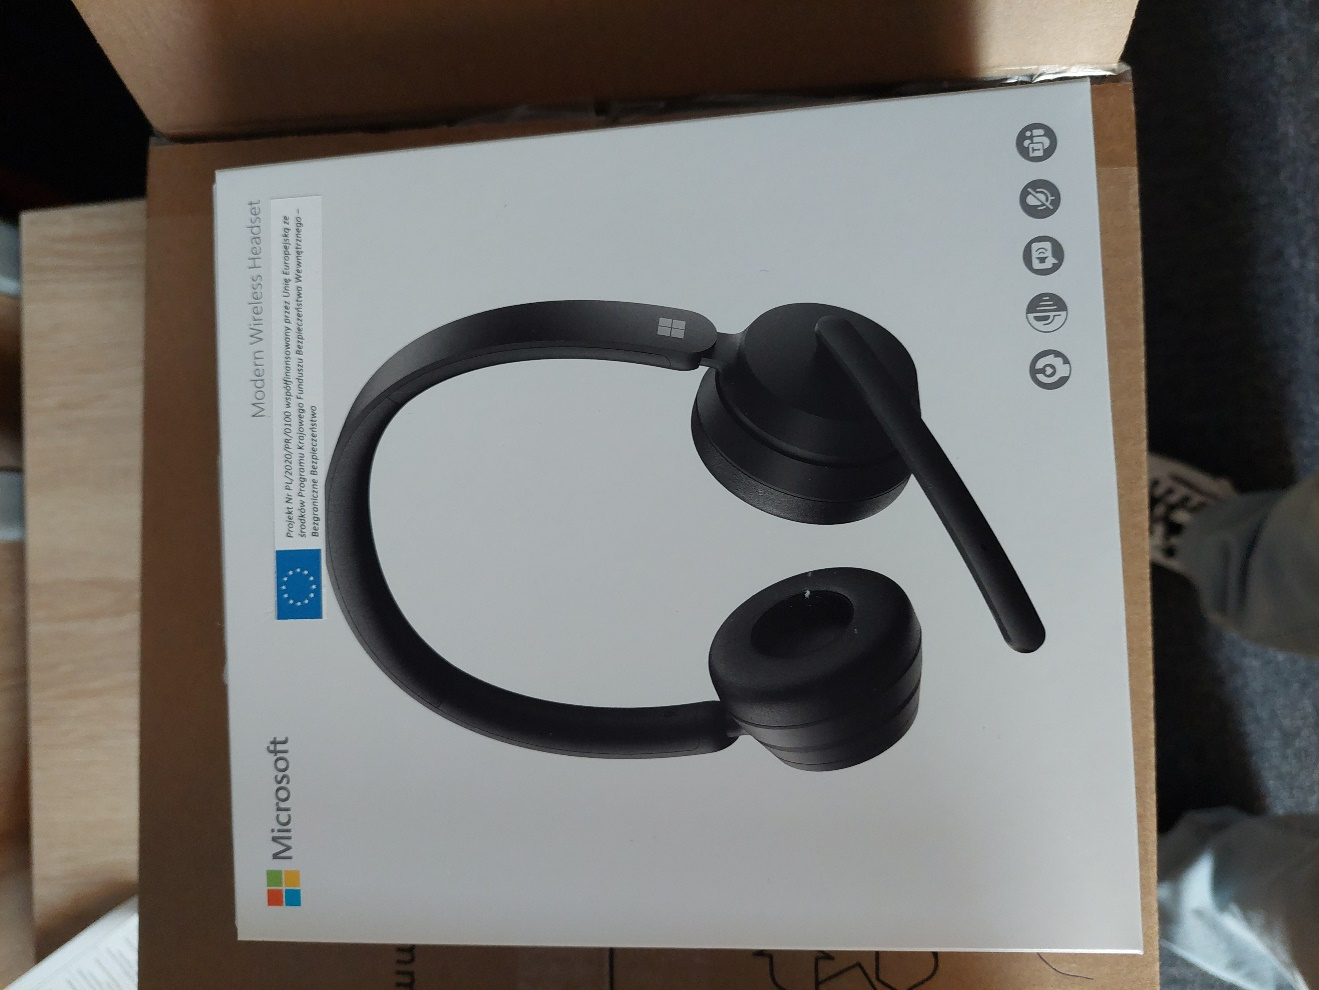 Microsoft
Modern Wireless Headset
Projekt Nr PL/2020/PR/0100 współfinansowany przez Unię Europejską ze
środków Programu Krajowego Funduszu Bezpieczeństwa Wewnętrznego –
Bezgraniczne Bezpieczeństwo